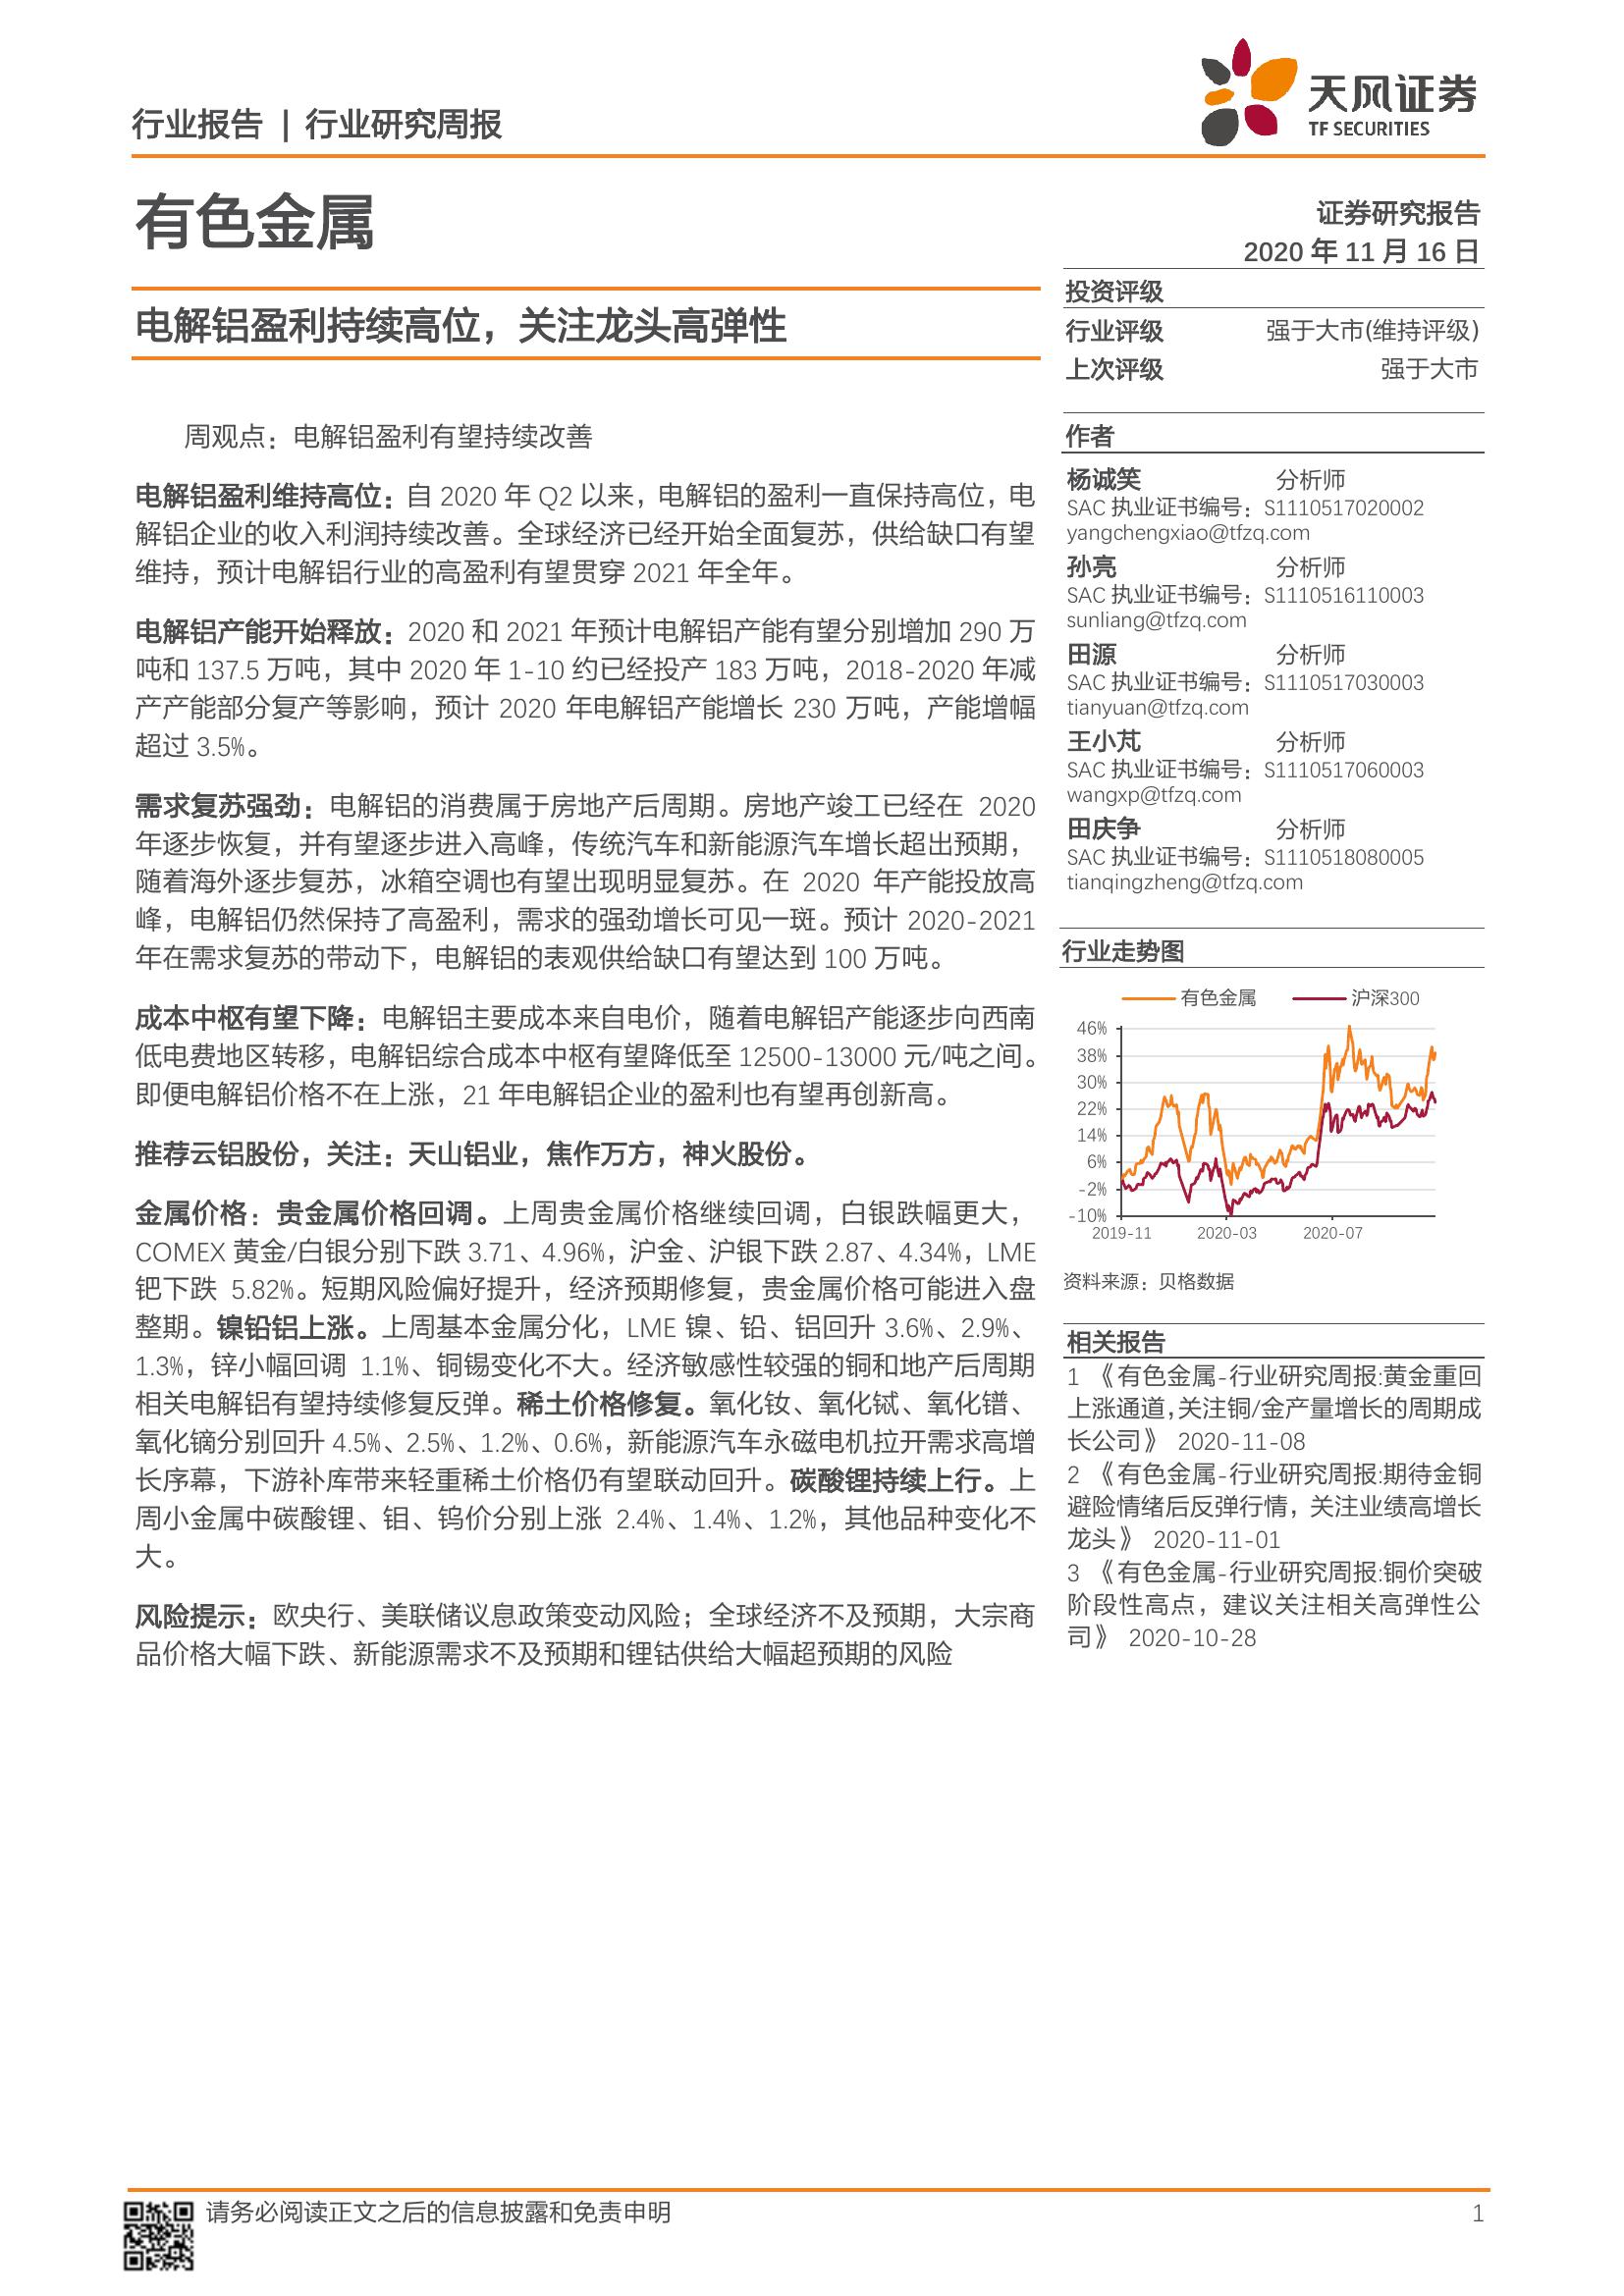 行业报告 | 行业研究周报
天风证券
TF SECURITIES
有色金属
证券研究报告
2020 年 11 月 16 日
电解铝盈利持续高位，关注龙头高弹性
周观点：电解铝盈利有望持续改善
电解铝盈利维持高位：自 2020 年 Q2 以来，电解铝的盈利一直保持高位，电
解铝企业的收入利润持续改善。全球经济已经开始全面复苏，供给缺口有望
维持，预计电解铝行业的高盈利有望贯穿 2021 年全年。
电解铝产能开始释放：2020 和 2021 年预计电解铝产能有望分别增加 290 万
吨和 137.5 万吨，其中 2020 年 1-10 约已经投产 183 万吨，2018-2020 年减
产产能部分复产等影响，预计 2020 年电解铝产能增长 230 万吨，产能增幅
超过 3.5%。
需求复苏强劲：电解铝的消费属于房地产后周期。房地产竣工已经在 2020
年逐步恢复，并有望逐步进入高峰，传统汽车和新能源汽车增长超出预期，
随着海外逐步复苏，冰箱空调也有望出现明显复苏。在 2020 年产能投放高
峰，电解铝仍然保持了高盈利，需求的强劲增长可见一斑。预计 2020-2021
年在需求复苏的带动下，电解铝的表观供给缺口有望达到 100 万吨。
成本中枢有望下降：电解铝主要成本来自电价，随着电解铝产能逐步向西南
低电费地区转移，电解铝综合成本中枢有望降低至 12500-13000 元/吨之间。
即便电解铝价格不在上涨，21 年电解铝企业的盈利也有望再创新高。
推荐云铝股份，关注：天山铝业，焦作万方，神火股份。
金属价格：贵金属价格回调。上周贵金属价格继续回调，白银跌幅更大，
COMEX 黄金/白银分别下跌 3.71、4.96%，沪金、沪银下跌 2.87、4.34%，LME
钯下跌 5.82%。短期风险偏好提升，经济预期修复，贵金属价格可能进入盘
整期。镍铅铝上涨。上周基本金属分化，LME 镍、铅、铝回升 3.6%、2.9%、
1.3%，锌小幅回调 1.1%、铜锡变化不大。经济敏感性较强的铜和地产后周期
相关电解铝有望持续修复反弹。稀土价格修复。氧化钕、氧化铽、氧化镨、
氧化镝分别回升 4.5%、2.5%、1.2%、0.6%，新能源汽车永磁电机拉开需求高增
长序幕，下游补库带来轻重稀土价格仍有望联动回升。碳酸锂持续上行。上
周小金属中碳酸锂、钼、钨价分别上涨 2.4%、1.4%、1.2%，其他品种变化不
大。
风险提示：欧央行、美联储议息政策变动风险；全球经济不及预期，大宗商
品价格大幅下跌、新能源需求不及预期和锂钴供给大幅超预期的风险
投资评级
行业评级 强于大市(维持评级)
上次评级 强于大市
作者
杨诚笑 分析师
SAC 执业证书编号：S1110517020002
yangchengxiao@tfzq.com
孙亮 分析师
SAC 执业证书编号：S1110516110003
sunliang@tfzq.com
田源 分析师
SAC 执业证书编号：S1110517030003
tianyuan@tfzq.com
王小芃 分析师
SAC 执业证书编号：S1110517060003
wangxp@tfzq.com
田庆争 分析师
SAC 执业证书编号：S1110518080005
tianqingzheng@tfzq.com
行业走势图
有色金属 沪深300
46%
38%
30%
22%
14%
6%
-2%
-10%
2019-11 2020-03 2020-07
资料来源：贝格数据
相关报告
1 《有色金属-行业研究周报:黄金重回
上涨通道,关注铜/金产量增长的周期成
长公司》 2020-11-08
2 《有色金属-行业研究周报:期待金铜
避险情绪后反弹行情，关注业绩高增长
龙头》 2020-11-01
3 《有色金属-行业研究周报:铜价突破
阶段性高点，建议关注相关高弹性公
司》 2020-10-28
请务必阅读正文之后的信息披露和免责申明
1